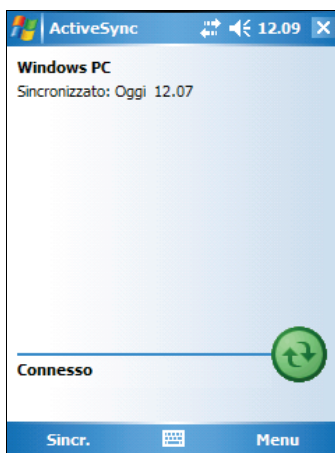 ActiveSync 12.09
Windows PC
Sincronizzato: Oggi 12.07
Connesso
Sincr. Menu